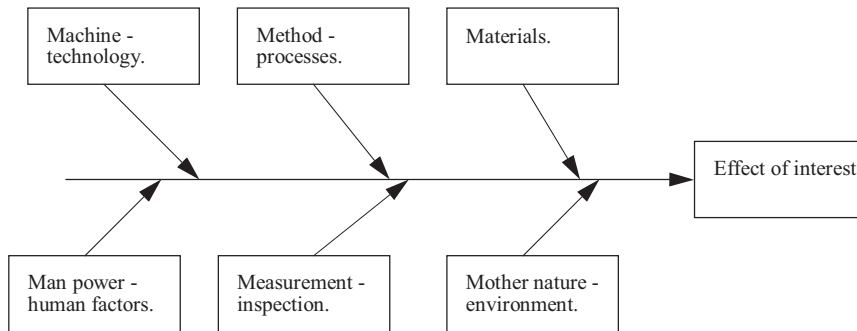 Machine -
technology.
Method -
processes.
Materials.
Effect of interest
Man power -
human factors.
Measurement -
inspection.
Mother nature -
environment.